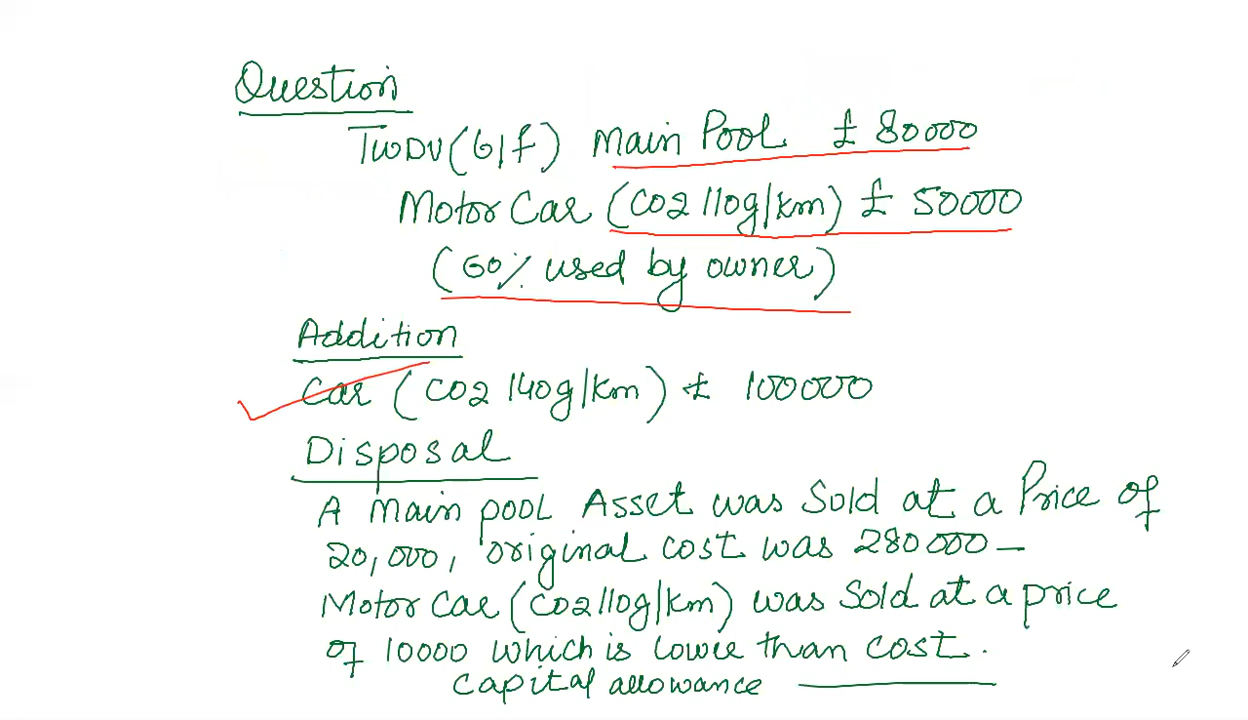 Question
TWDV(b/f) Main Pool £ 80000
Motor Car (CO2 110g/km) £ 50000
(60% used by owner)
Addition
Car (CO2 140g/km) £ 100000
Disposal
A main pool Asset was Sold at a Price of
20,000, original cost was 280000 —
Motor Car (CO2 110g/km) was Sold at a price
of 10000 which is lowee than cost.
capital allowance